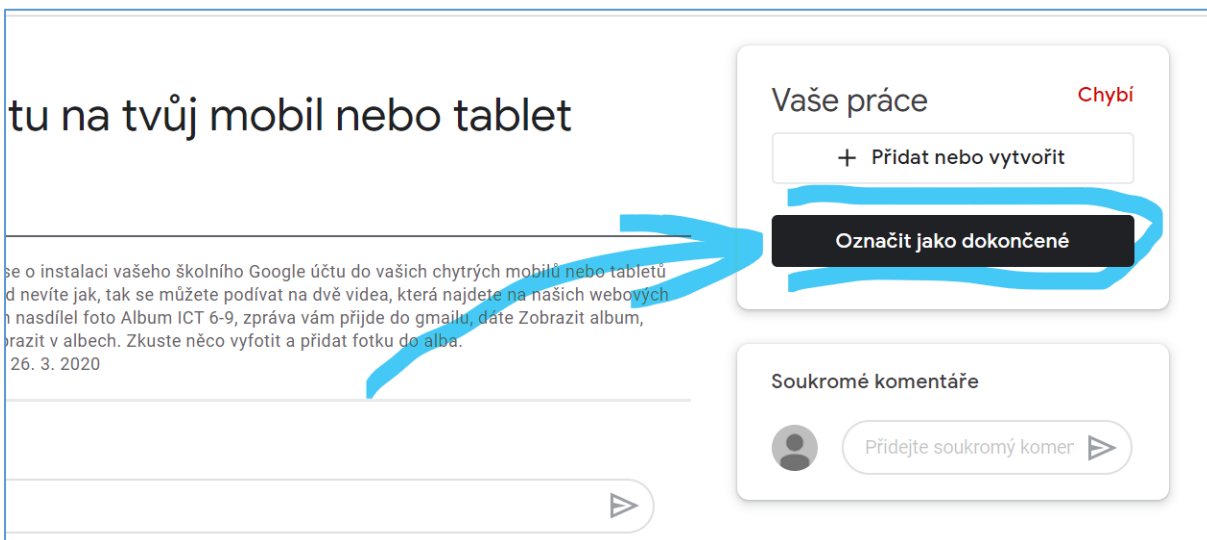 tu na tvůj mobil nebo tablet
se o instalaci vašeho školního Google účtu do vašich chytrých mobilů nebo tabletů
d nevíte jak, tak se můžete podívat na dvě videa, která najdete na našich webových
n nasdílel foto Album ICT 6-9, zpráva vám přijde do gmailu, dáte Zobrazit album,
brazit v albech. Zkuste něco vyfotit a přidat fotku do alba.
26. 3. 2020
Vaše práce
Chybí
+ Přidat nebo vytvořit
Označit jako dokončené
Soukromé komentáře
Přidejte soukromý komen